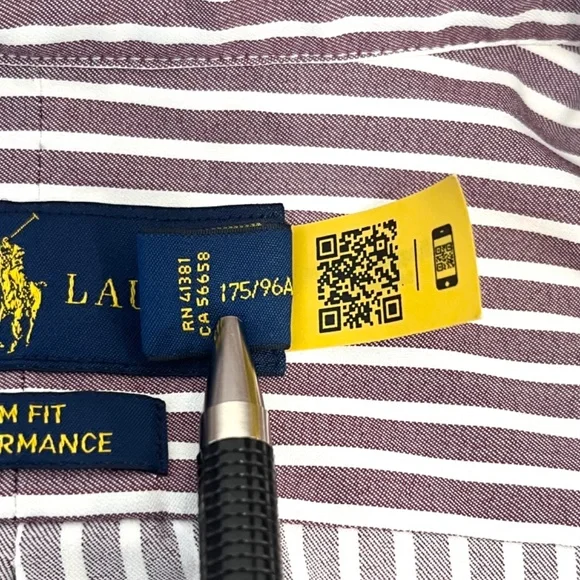 LAU
RN 41381
CA 56658
175/96A
M FIT
RMANCE